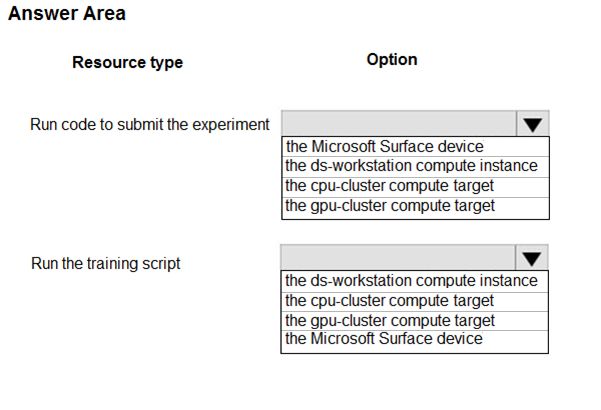 Answer Area
Resource type
Option
Run code to submit the experiment
the Microsoft Surface device
the ds-workstation compute instance
the cpu-cluster compute target
the gpu-cluster compute target
Run the training script
the ds-workstation compute instance
the cpu-cluster compute target
the gpu-cluster compute target
the Microsoft Surface device